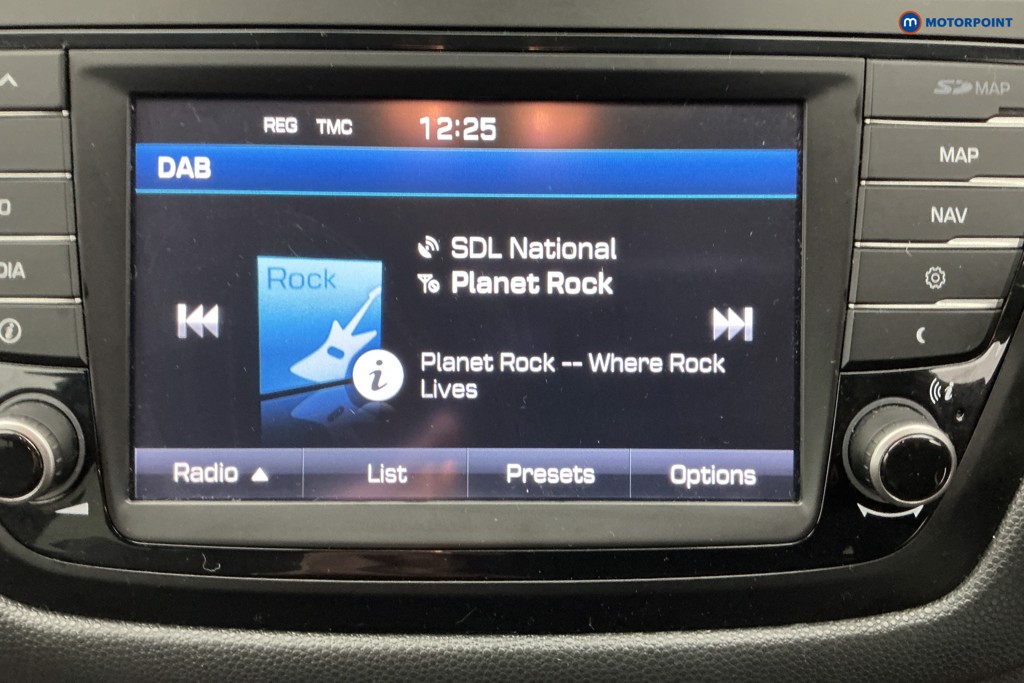 MOTORPOINT
SD MAP
REG TMC 12:25
MAP
DAB
NAV
SDL National
Rock
Planet Rock
Planet Rock -- Where Rock
Lives
Radio List Presets Options